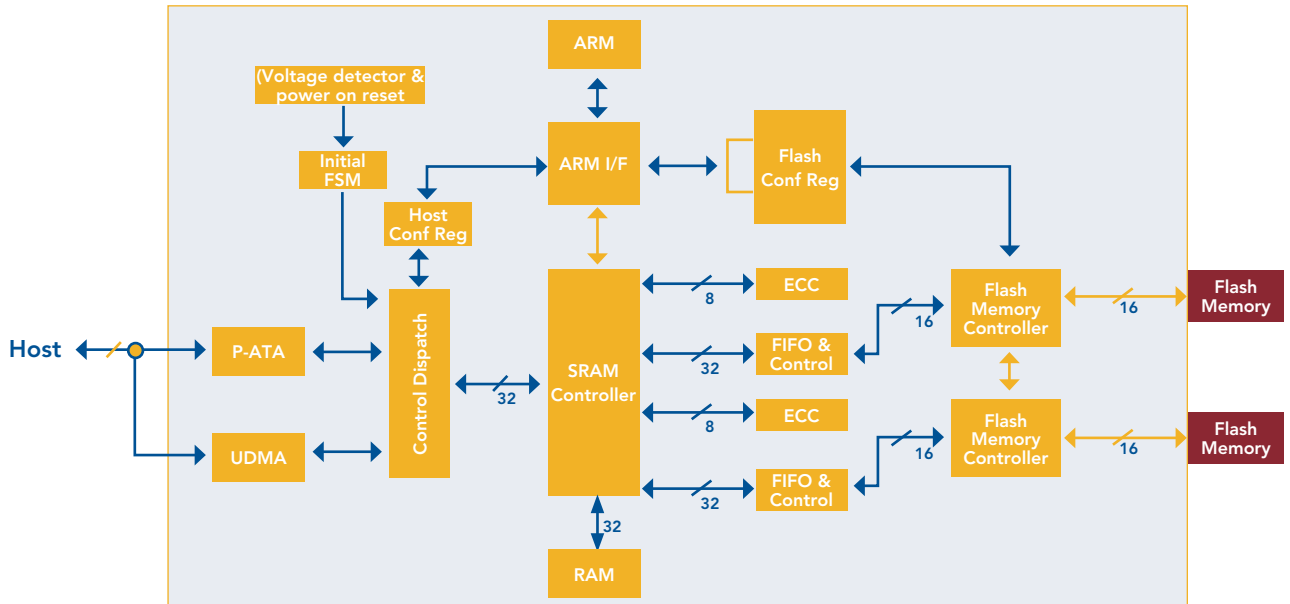 ARM
(Voltage detector &
power on reset
Initial
FSM
ARM I/F
Flash
Conf Reg
Host
Conf Reg
Host
P-ATA
UDMA
Control Dispatch
32
SRAM
Controller
8
ECC
32
FIFO &
Control
16
8
ECC
32
FIFO &
Control
16
32
RAM
Flash
Memory
Controller
16
Flash
Memory
Flash
Memory
Controller
16
Flash
Memory